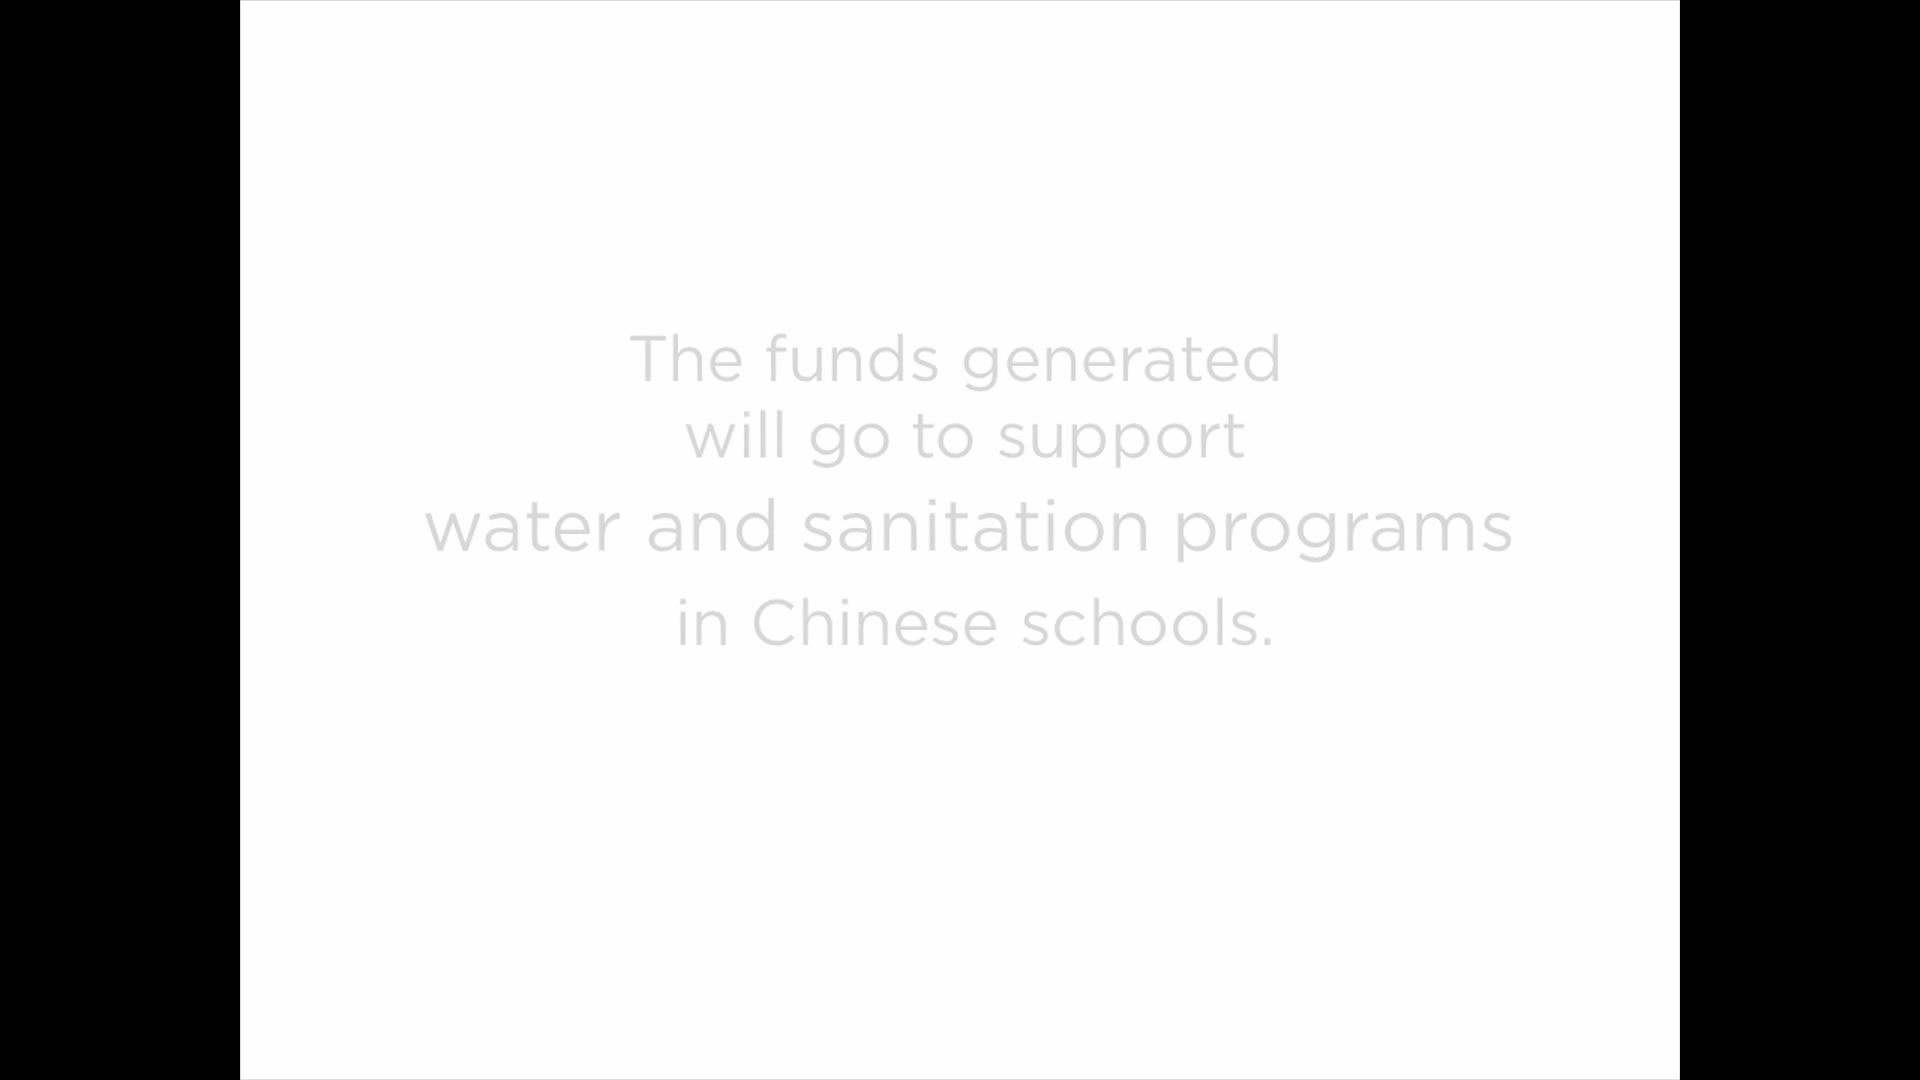 The funds generated
will go to support
water and sanitation programs
in Chinese schools.